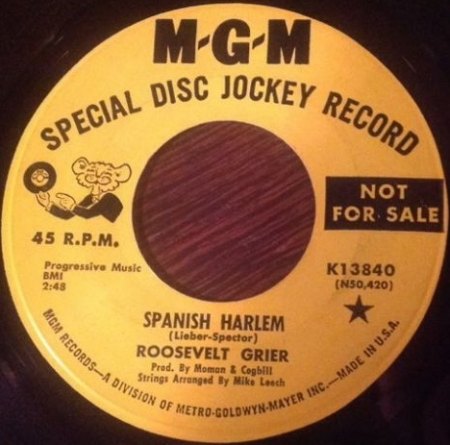 M-G-M
SPECIAL DISC JOCKEY RECORD
NOT
FOR SALE
45 R.P.M.
Progressive Music
BMI
2:48
K13840
(N50,420)
SPANISH HARLEM
(Lieber-Spector)
ROOSEVELT GRIER
Prod. By Moman & Cogbill
Strings Arranged By Mike Leech
MGM RECORDS—A DIVISION OF METRO-GOLDWYN-MAYER INC.—MADE IN U.S.A.